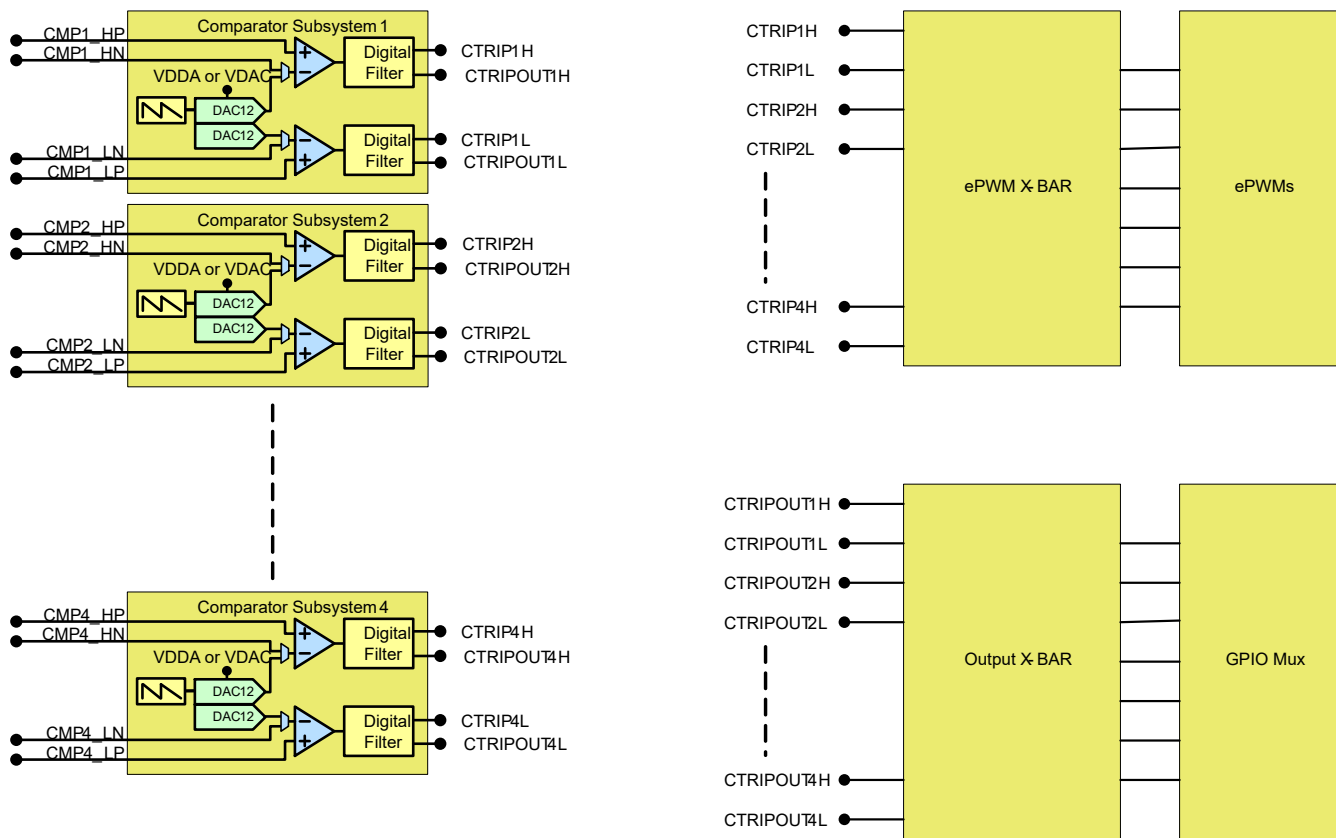 Comparator Subsystem 1
CMP1_HP
CMP1_HN
VDDA or VDAC
DAC12
DAC12
CMP1_LN
CMP1_LP
Digital
Filter
Digital
Filter
CTRIP1H
CTRIPOUT1H
CTRIP1L
CTRIPOUT1L
Comparator Subsystem 2
CMP2_HP
CMP2_HN
VDDA or VDAC
DAC12
DAC12
CMP2_LN
CMP2_LP
Digital
Filter
Digital
Filter
CTRIP2H
CTRIPOUT2H
CTRIP2L
CTRIPOUT2L
Comparator Subsystem 4
CMP4_HP
CMP4_HN
VDDA or VDAC
DAC12
DAC12
CMP4_LN
CMP4_LP
Digital
Filter
Digital
Filter
CTRIP4H
CTRIPOUT4H
CTRIP4L
CTRIPOUT4L
CTRIP1H
CTRIP1L
CTRIP2H
CTRIP2L
CTRIP4H
CTRIP4L
ePWM X-BAR
ePWMs
CTRIPOUT1H
CTRIPOUT1L
CTRIPOUT2H
CTRIPOUT2L
CTRIPOUT4H
CTRIPOUT4L
Output X-BAR
GPIO Mux